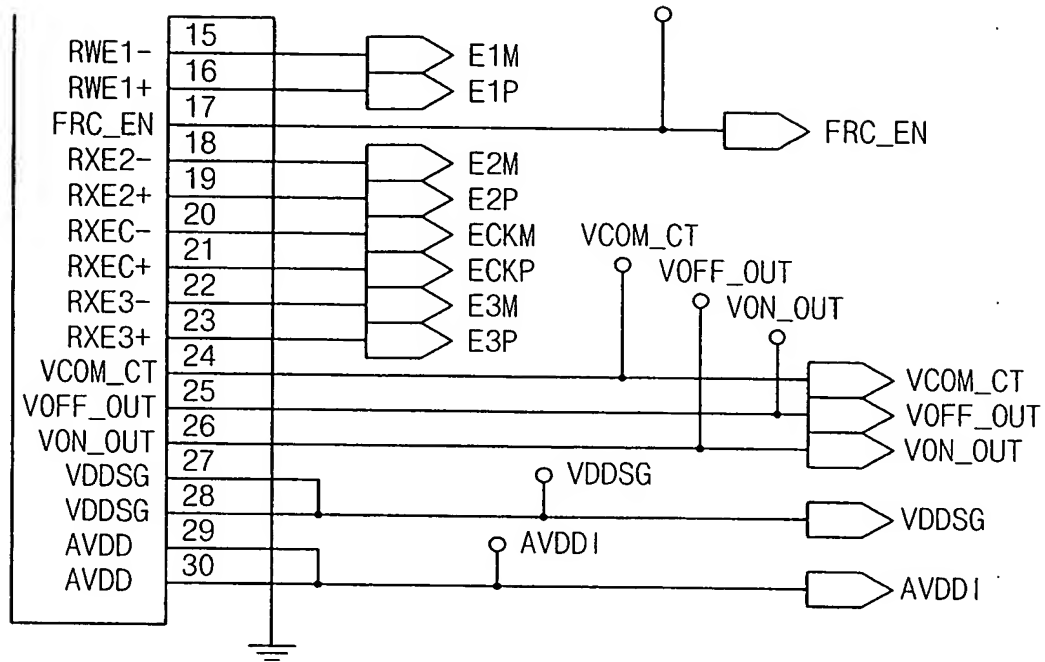 15
RWE1- E1M
16
RWE1+ E1P
17
FRC_EN FRC_EN
18
RXE2- E2M
19
RXE2+ E2P
20
RXEC- ECKM VCOM_CT
21
RXEC+ ECKP VOFF_OUT
22
RXE3- E3M VON_OUT
23
RXE3+ E3P
24
VCOM_CT VCOM_CT
25
VOFF_OUT VOFF_OUT
26
VON_OUT VON_OUT
27
VDDSG VDDSG
28
VDDSG VDDSG
29
AVDD AVDDI
30
AVDD AVDDI